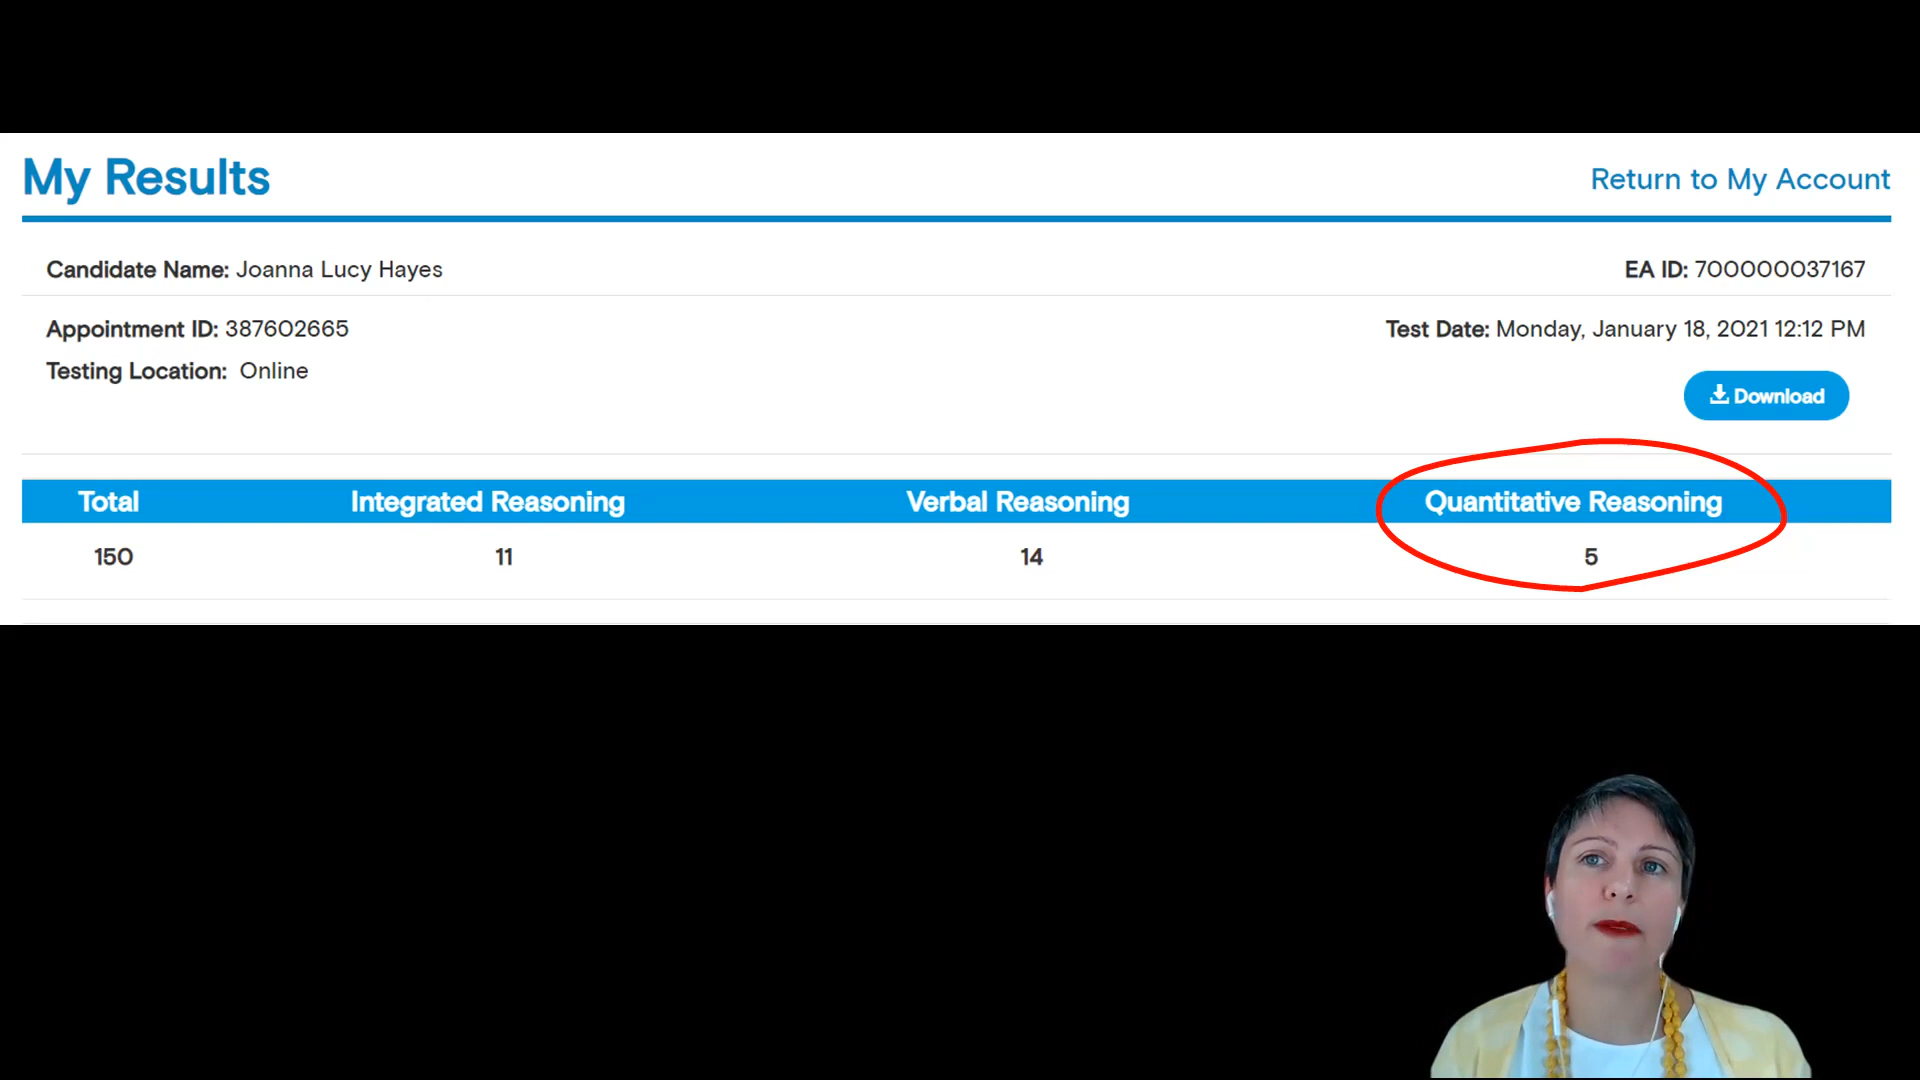 My Results
Return to My Account
Candidate Name: Joanna Lucy Hayes
EA ID: 700000037167
Appointment ID: 387602665
Test Date: Monday, January 18, 2021 12:12 PM
Testing Location: Online
Download
Total Integrated Reasoning Verbal Reasoning Quantitative Reasoning
150 11 14 5